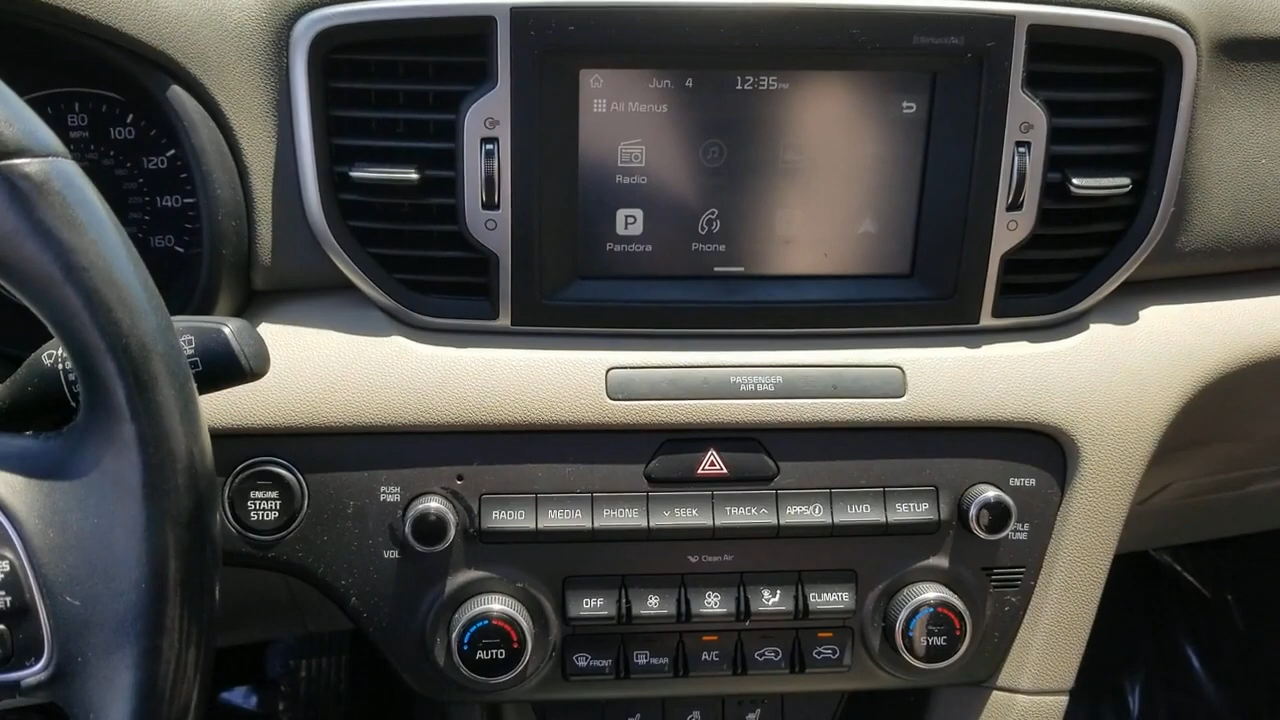 SiriusXM
Jun. 4 12:35PM
All Menus
Radio
Pandora
Phone
80
MPH
100
120
140
160
PASSENGER
AIR BAG
ENGINE
START
STOP
PUSH
PWR
VOL
RADIO
MEDIA
PHONE
SEEK
TRACK
APPS/i
UVO
SETUP
ENTER
FILE
TUNE
Clean Air
OFF
CLIMATE
AUTO
FRONT
REAR
A/C
SYNC